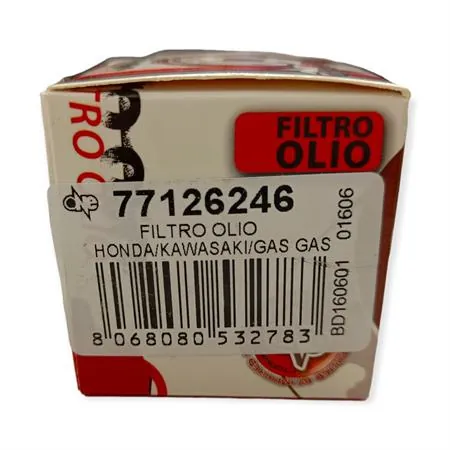 FILTRO
OLIO
77126246
FILTRO OLIO
HONDA/KAWASAKI/GAS GAS
8 068080 532783
BD160601 01606